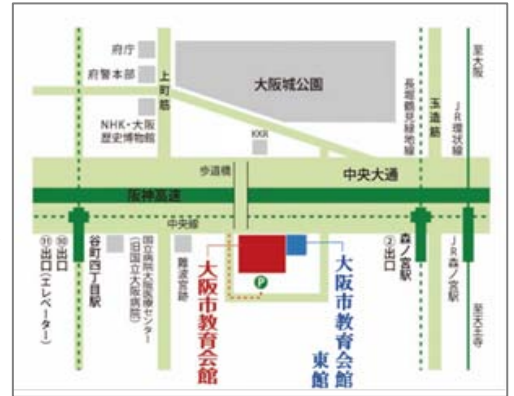 府庁
府警本部
NHK・大阪
歴史博物館
上町筋
大阪城公園
KKR
長堀鶴見緑地線
玉造筋
JR環状線
至大阪
歩道橋
中央大通
阪神高速
中央線
⑪出口(エレベーター)
⑩出口
谷町四丁目駅
国立病院大阪医療センター
(旧国立大阪病院)
難波宮跡
P
大阪市教育会館
大阪市教育会館
東館
②出口
森ノ宮駅
JR森ノ宮駅
至天王寺